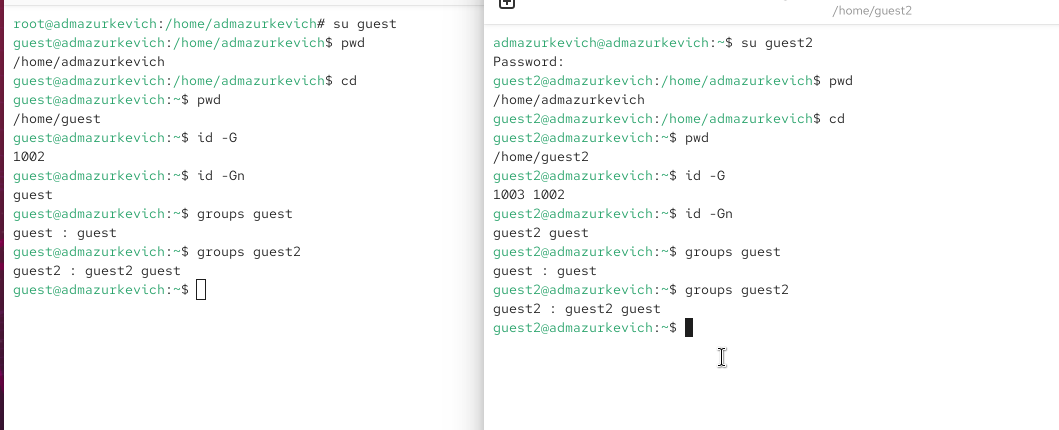 root@admazurkevich:/home/admazurkevich# su guest
guest@admazurkevich:/home/admazurkevich$ pwd
/home/admazurkevich
guest@admazurkevich:/home/admazurkevich$ cd
guest@admazurkevich:~$ pwd
/home/guest
guest@admazurkevich:~$ id -G
1002
guest@admazurkevich:~$ id -Gn
guest
guest@admazurkevich:~$ groups guest
guest : guest
guest@admazurkevich:~$ groups guest2
guest2 : guest2 guest
guest@admazurkevich:~$
/home/guest2
admazurkevich@admazurkevich:~$ su guest2
Password:
guest2@admazurkevich:/home/admazurkevich$ pwd
/home/admazurkevich
guest2@admazurkevich:/home/admazurkevich$ cd
guest2@admazurkevich:~$ pwd
/home/guest2
guest2@admazurkevich:~$ id -G
1003 1002
guest2@admazurkevich:~$ id -Gn
guest2 guest
guest2@admazurkevich:~$ groups guest
guest : guest
guest2@admazurkevich:~$ groups guest2
guest2 : guest2 guest
guest2@admazurkevich:~$